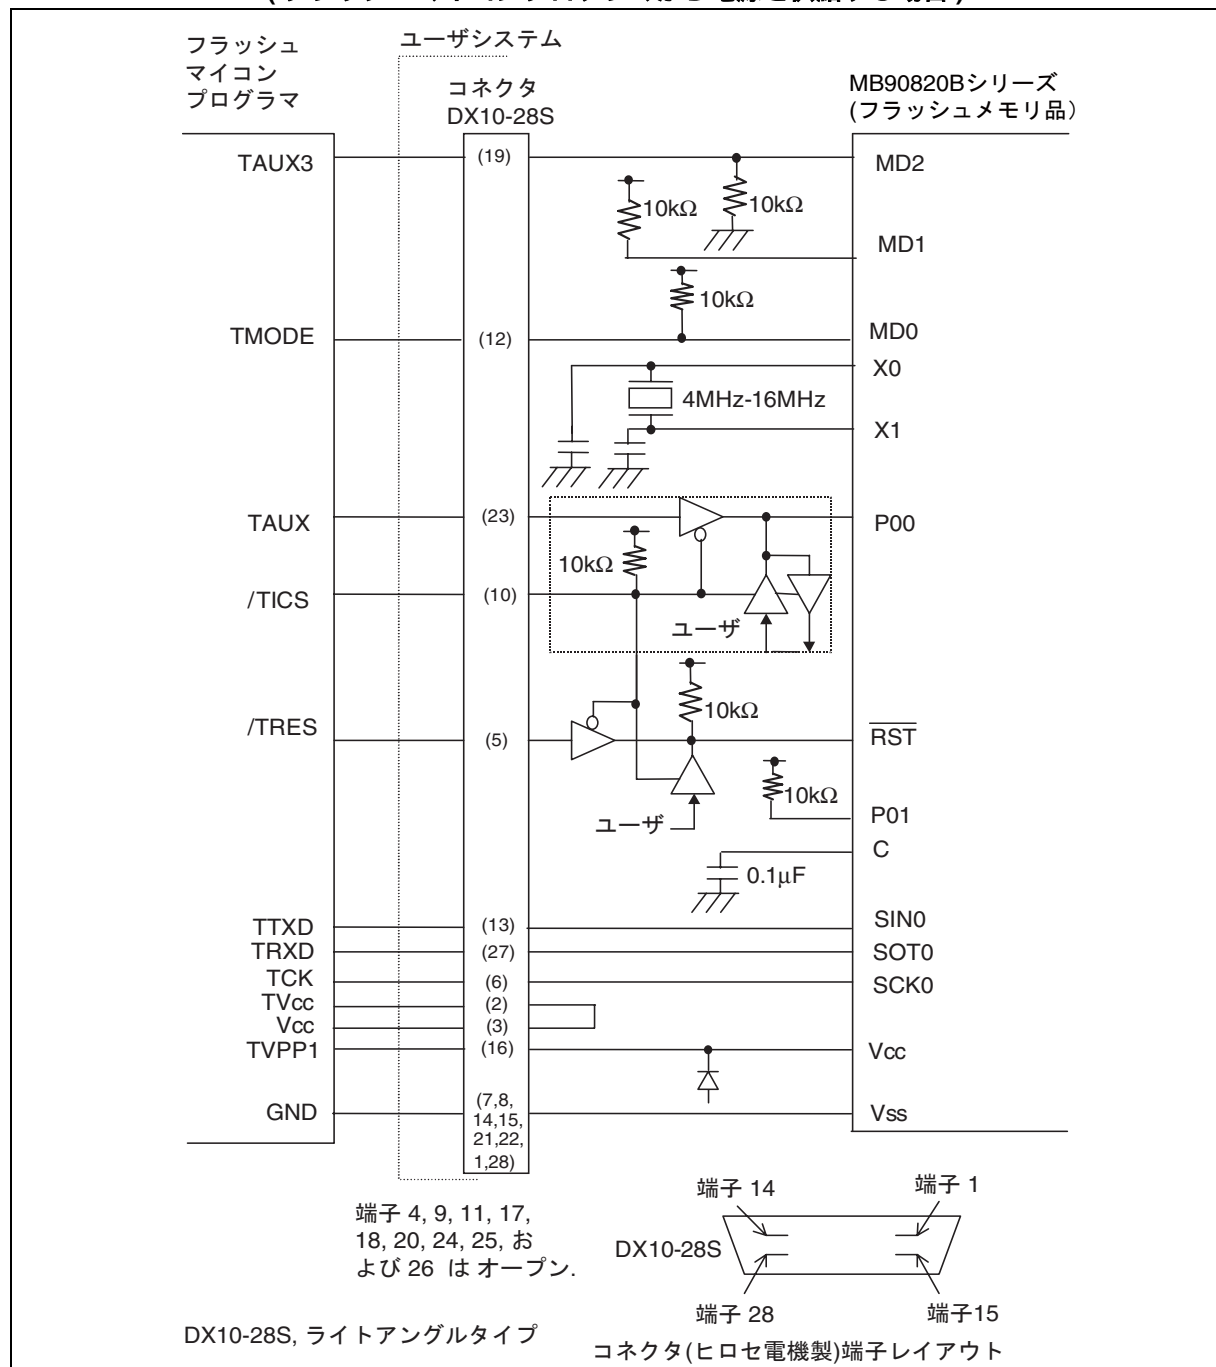 フラッシュ
マイコン
プログラマ
ユーザシステム
コネクタ
DX10-28S
MB90820Bシリーズ
(フラッシュメモリ品)
TAUX3
(19)
MD2
10kΩ
10kΩ
MD1
10kΩ
TMODE
(12)
MD0
X0
4MHz-16MHz
X1
TAUX
(23)
P00
10kΩ
/TICS
(10)
ユーザ
10kΩ
/TRES
(5)
RST
10kΩ
ユーザ
P01
C
0.1µF
TTXD
(13)
SIN0
TRXD
(27)
SOT0
TCK
(6)
SCK0
TVcc
(2)
Vcc
(3)
TVPP1
(16)
Vcc
GND
(7,8,
14,15,
21,22,
1,28)
Vss
端子 4, 9, 11, 17,
18, 20, 24, 25, お
よび 26 は オープン.
端子 14
端子 1
DX10-28S
端子 28
端子15
DX10-28S, ライトアングルタイプ
コネクタ(ヒロセ電機製)端子レイアウト